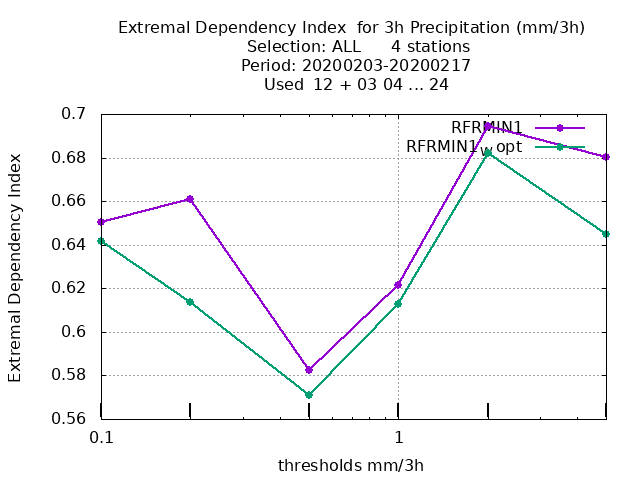 Extremal Dependency Index  for 3h Precipitation (mm/3h)
Selection: ALL      4 stations
Period: 20200203-20200217
Used  12 + 03 04 ... 24
RFRMIN1
RFRMIN1w opt
Extremal Dependency Index
0.7
0.68
0.66
0.64
0.62
0.6
0.58
0.56
0.1
1
thresholds mm/3h